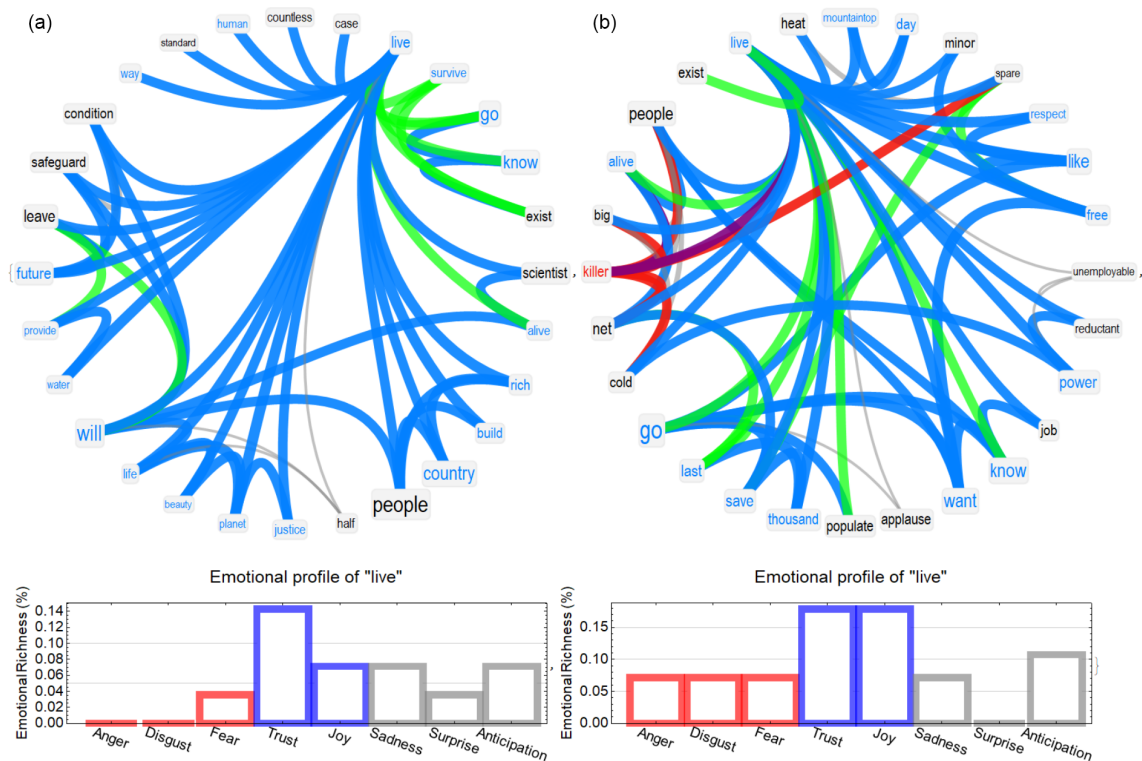 (a)
countless
human
case
standard
live
way
survive
go
condition
know
safeguard
leave
exist
{ future
scientist ,
provide
alive
water
rich
will
build
life
country
beauty
people
planet
justice
half
(b)
heat
mountaintop
day
live
minor
exist
spare
people
respect
alive
like
big
free
killer
unemployable ,
net
reductant
cold
power
go
job
last
know
save
want
thousand
populate
applause
Emotional profile of "live"
Emotional Richness (%)
0.14
0.12
0.10
0.08
0.06
0.04
0.02
0.00
Anger Disgust Fear Trust Joy Sadness Surprise Anticipation
,
Emotional profile of "live"
Emotional Richness (%)
0.15
0.10
0.05
0.00
Anger Disgust Fear Trust Joy Sadness Surprise Anticipation
}